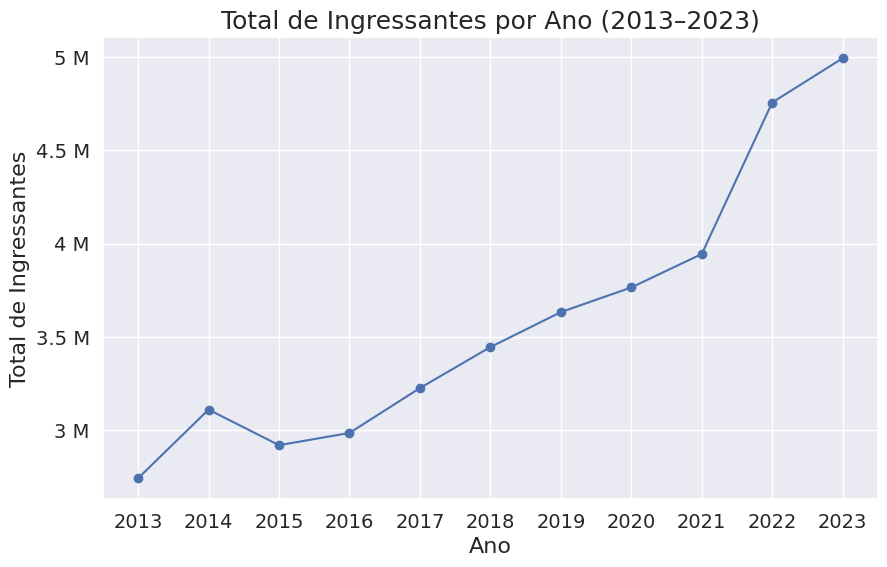 Total de Ingressantes por Ano (2013–2023)
Total de Ingressantes
5 M
4.5 M
4 M
3.5 M
3 M
2013 2014 2015 2016 2017 2018 2019 2020 2021 2022 2023
Ano